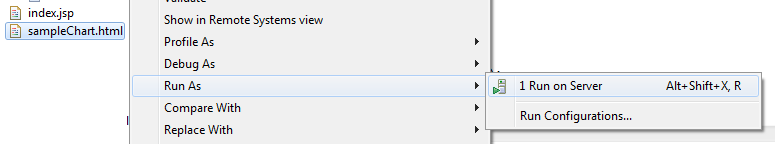 index.jsp
sampleChart.html
Show in Remote Systems view
Profile As
Debug As
Run As
Compare With
Replace With
1 Run on Server Alt+Shift+X, R
Run Configurations...